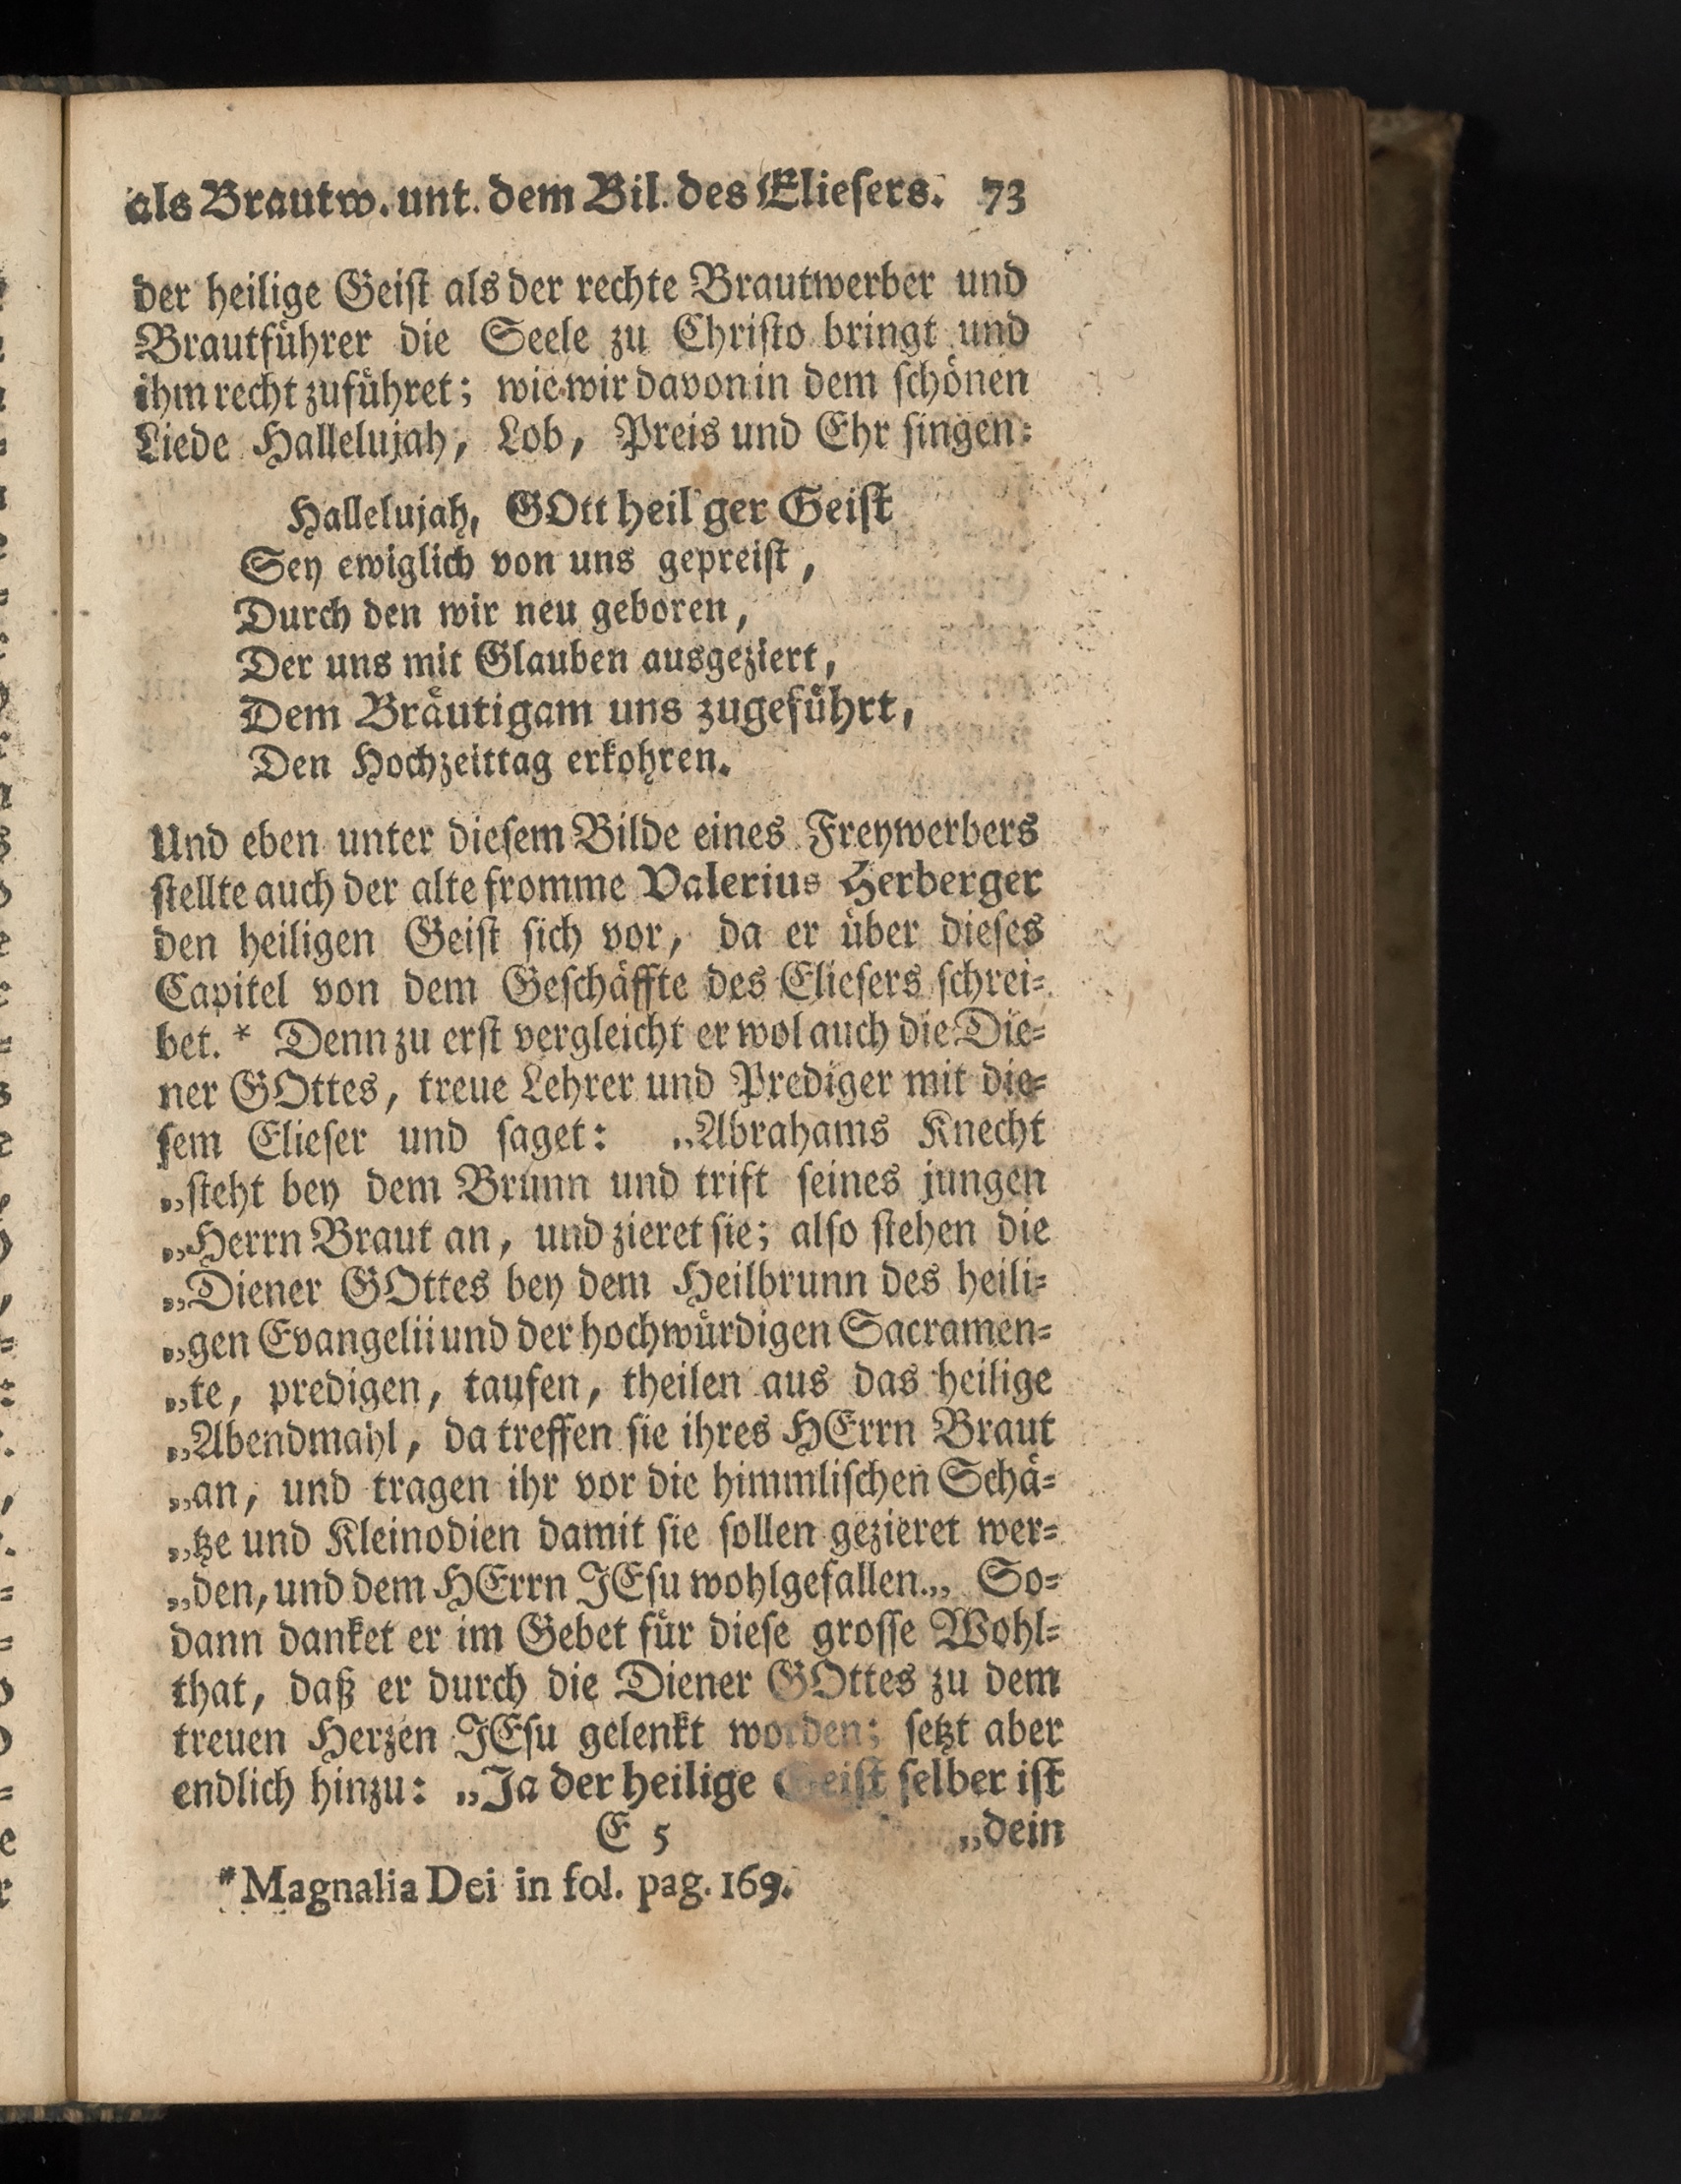 als Brautw. unt. dem Bil. des Eliesers. 73
der heilige Geist als der rechte Brautwerber und
Brautführer die Seele zu Christo bringt und
ihm recht zuführet; wie wir davon in dem schönen
Liede Hallelujah, Lob, Preis und Ehr singen:
Hallelujah, GOtt heil'ger Geist
Sey ewiglich von uns gepreist,
Durch den wir neu geboren,
Der uns mit Glauben ausgeziert,
Dem Bräutigam uns zugeführt,
Den Hochzeittag erkohren.
Und eben unter diesem Bilde eines Freywerbers
stellte auch der alte fromme Valerius Herberger
den heiligen Geist sich vor, da er über dieses
Capitel von dem Geschäffte des Eliesers schrei-
bet. * Denn zu erst vergleicht er wol auch die Die-
ner GOttes, treue Lehrer und Prediger mit die-
sem Elieser und saget: „Abrahams Knecht
„steht bey dem Brunn und trift seines jungen
„Herrn Braut an, und zieret sie; also stehen die
„Diener GOttes bey dem Heilbrunn des heili-
„gen Evangelii und der hochwürdigen Sacramen-
„te, predigen, taufen, theilen aus das heilige
„Abendmahl, da treffen sie ihres HErrn Braut
„an, und tragen ihr vor die himmlischen Schä-
„tze und Kleinodien damit sie sollen gezieret wer-
„den, und dem HErrn JEsu wohlgefallen.„ So-
dann danket er im Gebet für diese grosse Wohl-
that, daß er durch die Diener GOttes zu dem
treuen Herzen JEsu gelenkt worden; setzt aber
endlich hinzu: „Ja der heilige Geist selber ist
E 5 „dein
*Magnalia Dei in fol. pag. 169.